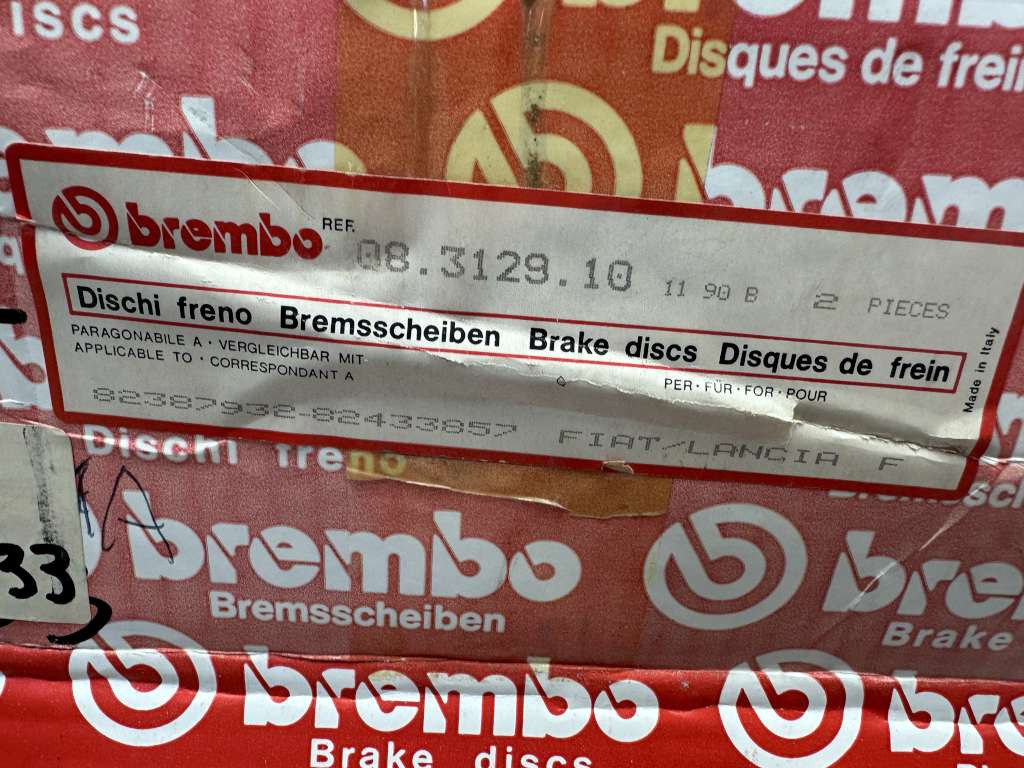 ISCS
Disques de frein
brembo
brembo REF. 08.3129.10 11 90 B 2 PIECES
Dischi freno Bremsscheiben Brake discs Disques de frein
PARAGONABILE A · VERGLEICHBAR MIT
APPLICABLE TO · CORRESPONDANT A
PER · FÜR · FOR · POUR
Made in Italy
82387932-82433857 FIAT/LANCIA F
Dischi freno
brembo
Bremsscheiben
Brake
33
brembo
Brake discs